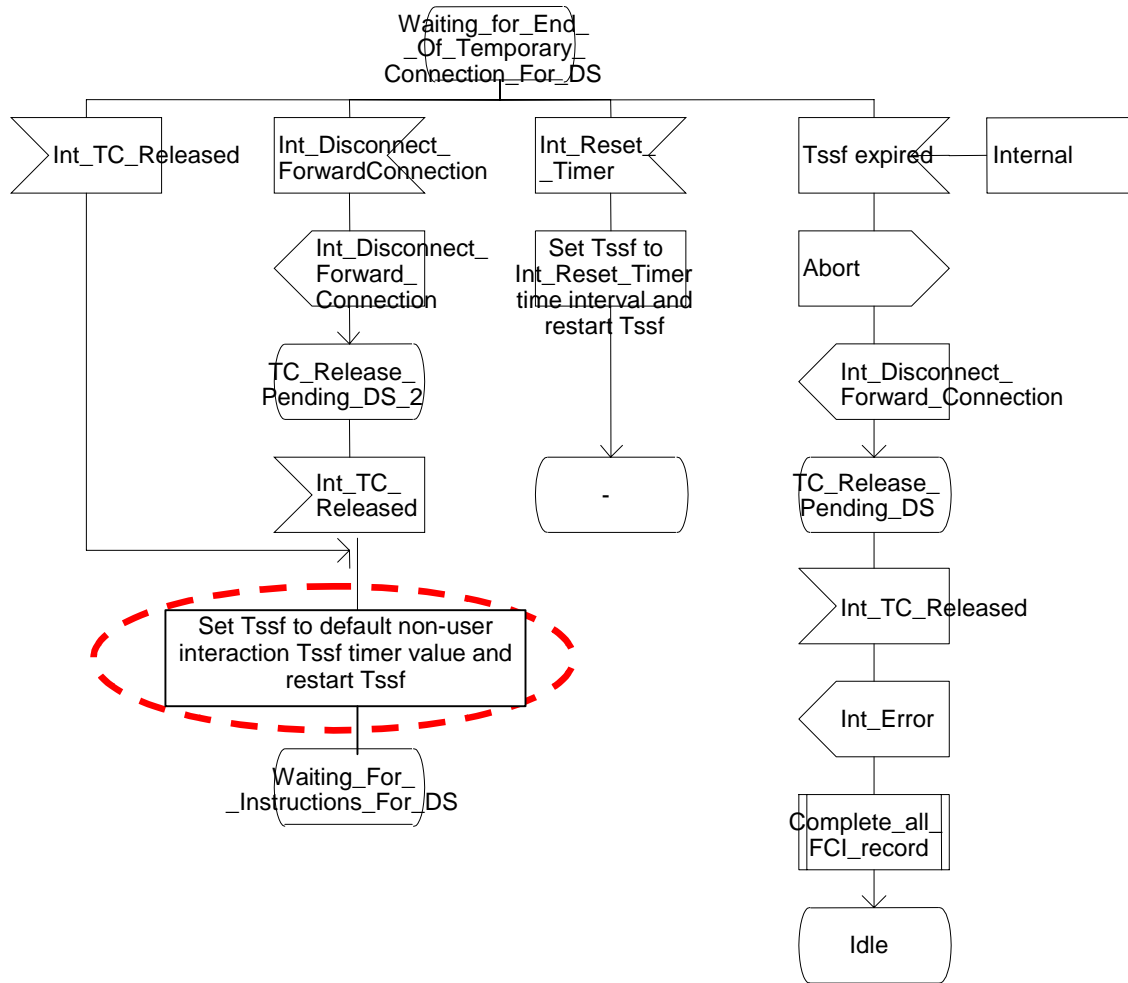 Waiting_for_End_
_Of_Temporary_
Connection_For_DS
Int_TC_Released
Int_Disconnect_
ForwardConnection
Int_Reset_
_Timer
Tssf expired
Internal
Int_Disconnect_
Forward_
Connection
Set Tssf to
Int_Reset_Timer
time interval and
restart Tssf
Abort
TC_Release_
Pending_DS_2
Int_Disconnect_
Forward_Connection
Int_TC_
Released
-
TC_Release_
Pending_DS
Int_TC_Released
Set Tssf to default non-user
interaction Tssf timer value and
restart Tssf
Int_Error
Waiting_For_
_Instructions_For_DS
Complete_all_
FCI_record
Idle